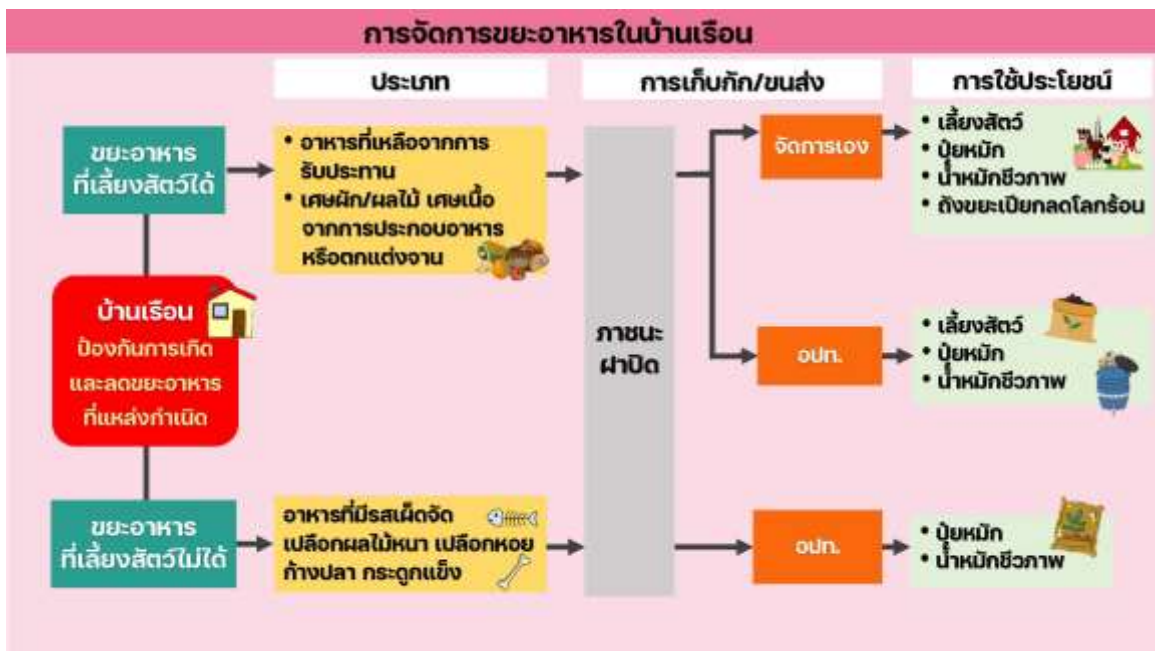 การจัดการขยะอาหารในบ้านเรือน
ประเภท
การเก็บกัก/ขนส่ง
การใช้ประโยชน์
ขยะอาหาร
ที่เลี้ยงสัตว์ได้
• อาหารที่เหลือจากการ
รับประทาน
• เศษผัก/ผลไม้ เศษเนื้อ
จากการประกอบอาหาร
หรือตกแต่งจาน
จัดการเอง
• เลี้ยงสัตว์
• ปุ๋ยหมัก
• น้ำหมักชีวภาพ
• ถังขยะเปียกลดโลกร้อน
บ้านเรือน
ป้องกันการเกิด
และลดขยะอาหาร
ที่แหล่งกำเนิด
ภาชนะ
ฝาปิด
อปท.
• เลี้ยงสัตว์
• ปุ๋ยหมัก
• น้ำหมักชีวภาพ
ขยะอาหาร
ที่เลี้ยงสัตว์ไม่ได้
อาหารที่มีรสเผ็ดจัด
เปลือกผลไม้หนา เปลือกหอย
ก้างปลา กระดูกแข็ง
อปท.
• ปุ๋ยหมัก
• น้ำหมักชีวภาพ